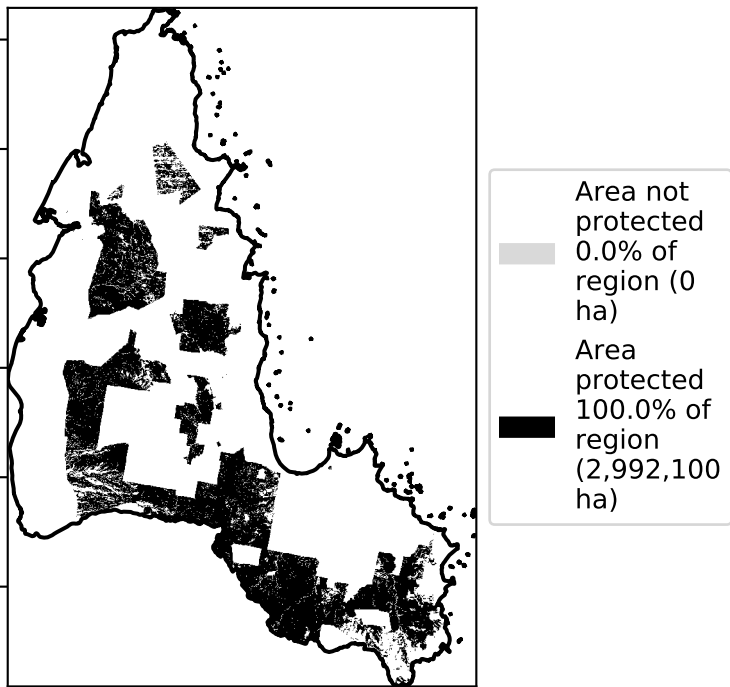 Area not
protected
0.0% of
region (0
ha)
Area
protected
100.0% of
region
(2,992,100
ha)